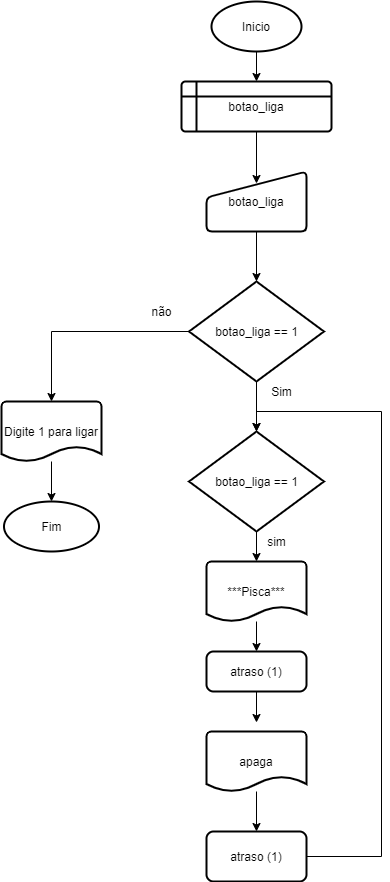 Inicio
botao_liga
botao_liga
botao_liga == 1
não
Sim
Digite 1 para ligar
botao_liga == 1
Fim
sim
***Pisca***
atraso (1)
apaga
atraso (1)